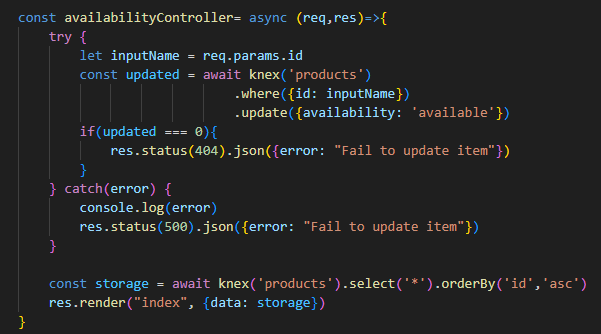 const availabilityController= async (req,res)=>{
    try {
        let inputName = req.params.id
        const updated = await knex('products')
                             .where({id: inputName})
                             .update({availability: 'available'})
        if(updated === 0){
            res.status(404).json({error: "Fail to update item"})
        }
    } catch(error) {
        console.log(error)
        res.status(500).json({error: "Fail to update item"})
    }

    const storage = await knex('products').select('*').orderBy('id','asc')
    res.render("index", {data: storage})
}